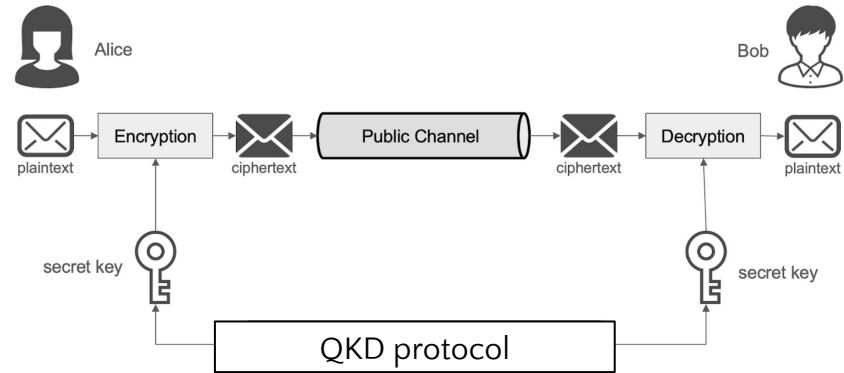 Alice
Bob
Encryption
Public Channel
Decryption
plaintext
ciphertext
ciphertext
plaintext
secret key
secret key
QKD protocol